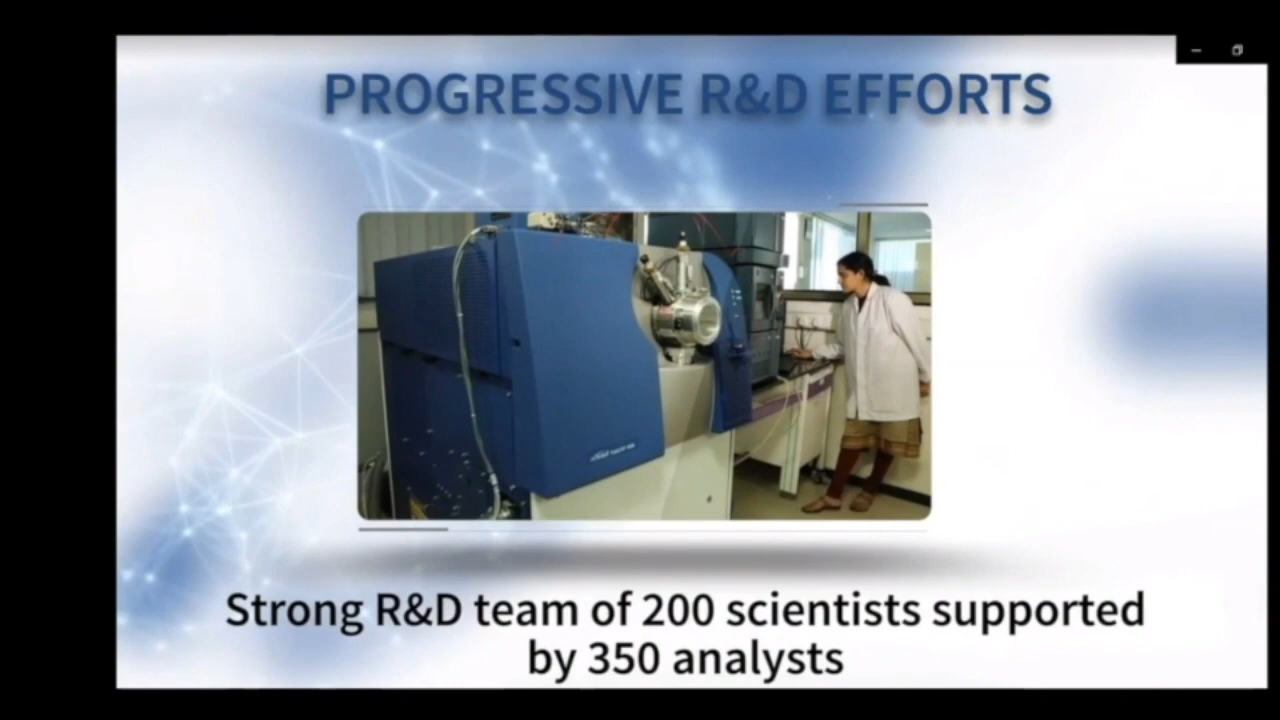 PROGRESSIVE R&D EFFORTS
Strong R&D team of 200 scientists supported
by 350 analysts